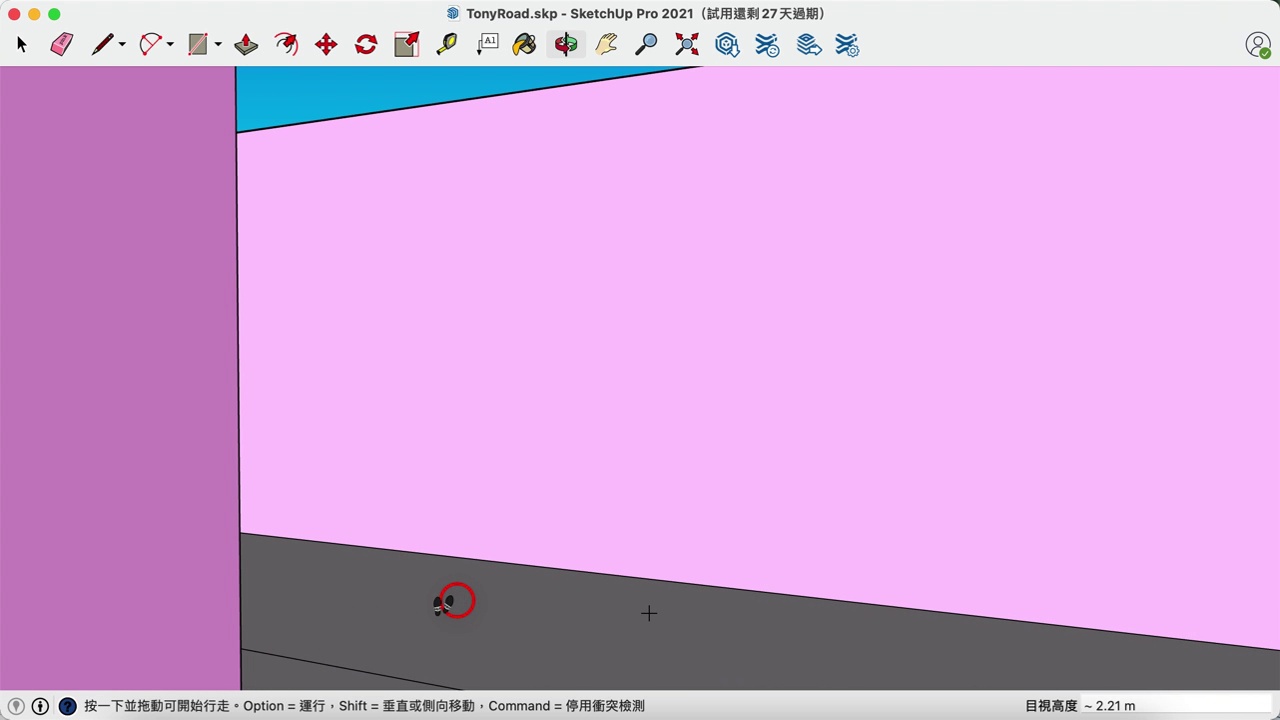 TonyRoad.skp - SketchUp Pro 2021（試用還剩 27 天過期）
A1
按一下並拖動可開始行走。Option = 運行，Shift = 垂直或側向移動，Command = 停用衝突檢測
目視高度 ~ 2.21 m